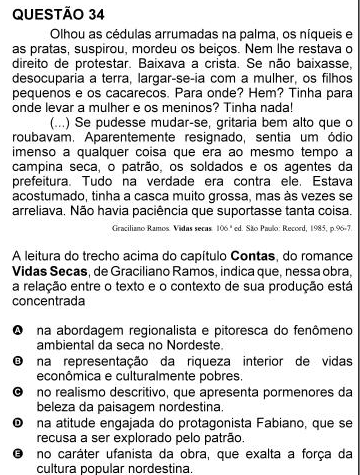 QUESTÃO 34
Olhou as cédulas arrumadas na palma, os níqueis e
as pratas, suspirou, mordeu os beiços. Nem lhe restava o
direito de protestar. Baixava a crista. Se não baixasse,
desocuparia a terra, largar-se-ia com a mulher, os filhos
pequenos e os cacarecos. Para onde? Hem? Tinha para
onde levar a mulher e os meninos? Tinha nada!
(...) Se pudesse mudar-se, gritaria bem alto que o
roubavam. Aparentemente resignado, sentia um ódio
imenso a qualquer coisa que era ao mesmo tempo a
campina seca, o patrão, os soldados e os agentes da
prefeitura. Tudo na verdade era contra ele. Estava
acostumado, tinha a casca muito grossa, mas às vezes se
arreliava. Não havia paciência que suportasse tanta coisa.
Graciliano Ramos. Vidas secas. 106ª ed. São Paulo: Record, 1985, p.96-7.
A leitura do trecho acima do capítulo Contas, do romance
Vidas Secas, de Graciliano Ramos, indica que, nessa obra,
a relação entre o texto e o contexto de sua produção está
concentrada
A na abordagem regionalista e pitoresca do fenômeno
ambiental da seca no Nordeste.
B na representação da riqueza interior de vidas
econômica e culturalmente pobres.
C no realismo descritivo, que apresenta pormenores da
beleza da paisagem nordestina.
D na atitude engajada do protagonista Fabiano, que se
recusa a ser explorado pelo patrão.
E no caráter ufanista da obra, que exalta a força da
cultura popular nordestina.